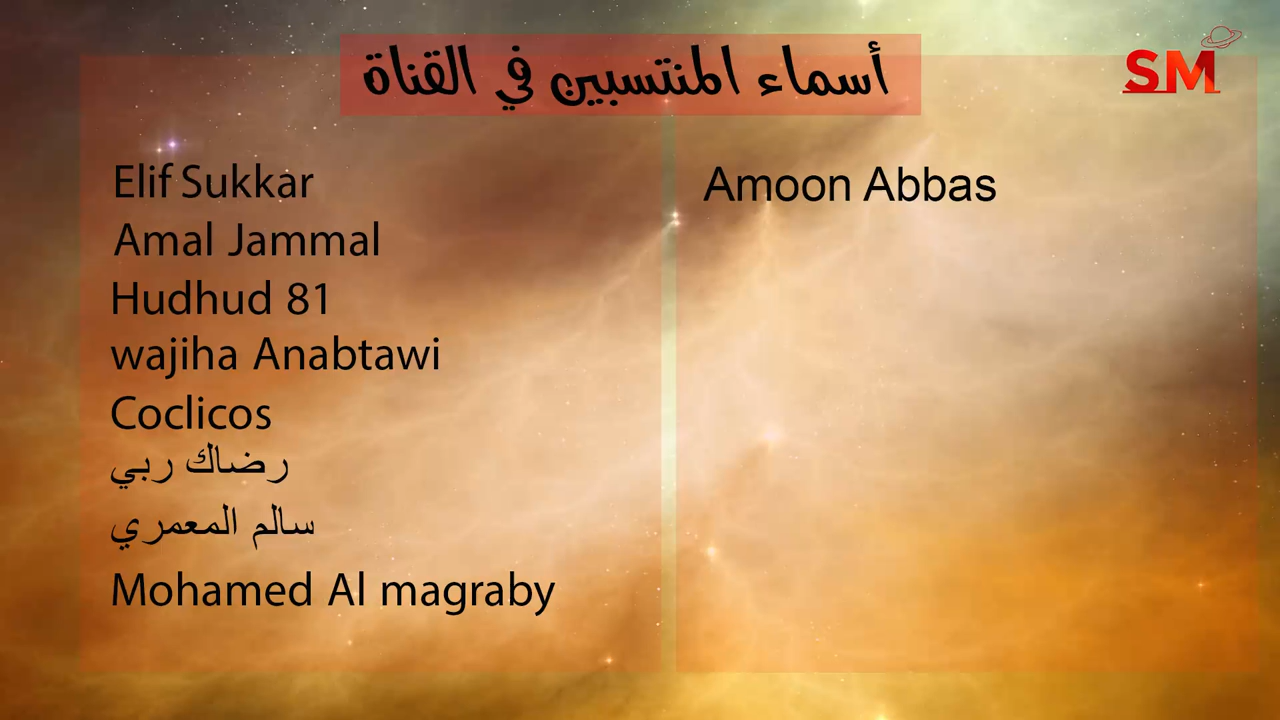 أسماء المنتسبين في القناة
SM
Elif Sukkar
Amal Jammal
Hudhud 81
wajiha Anabtawi
Coclicos
رضاك ربي
سالم المعمري
Mohamed Al magraby
Amoon Abbas